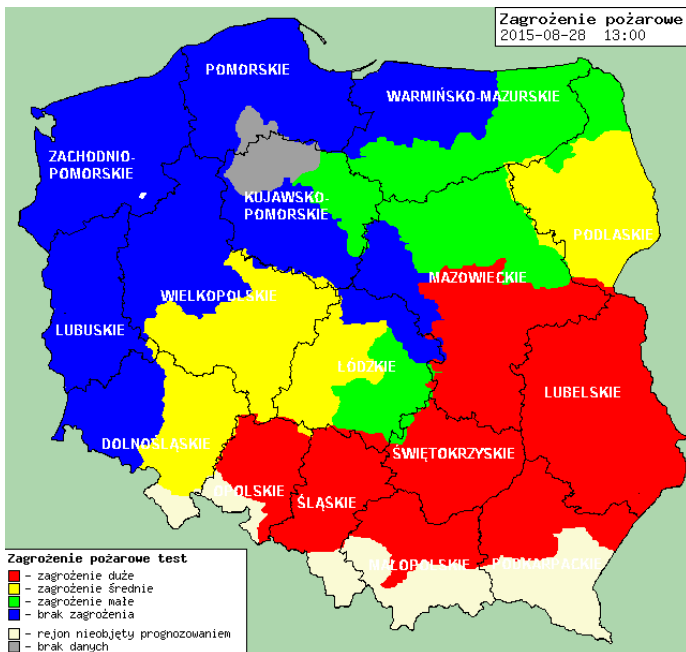 Zagrożenie pożarowe
2015-08-28 13:00
POMORSKIE
WARMIŃSKO-MAZURSKIE
ZACHODNIO-
POMORSKIE
KUJAWSKO-
POMORSKIE
PODLASKIE
MAZOWIECKIE
WIELKOPOLSKIE
LUBUSKIE
ŁÓDZKIE
LUBELSKIE
DOLNOŚLĄSKIE
ŚWIĘTOKRZYSKIE
OPOLSKIE
ŚLĄSKIE
MAŁOPOLSKIE
PODKARPACKIE
Zagrożenie pożarowe test
- zagrożenie duże
- zagrożenie średnie
- zagrożenie małe
- brak zagrożenia
- rejon nieobjęty prognozowaniem
- brak danych